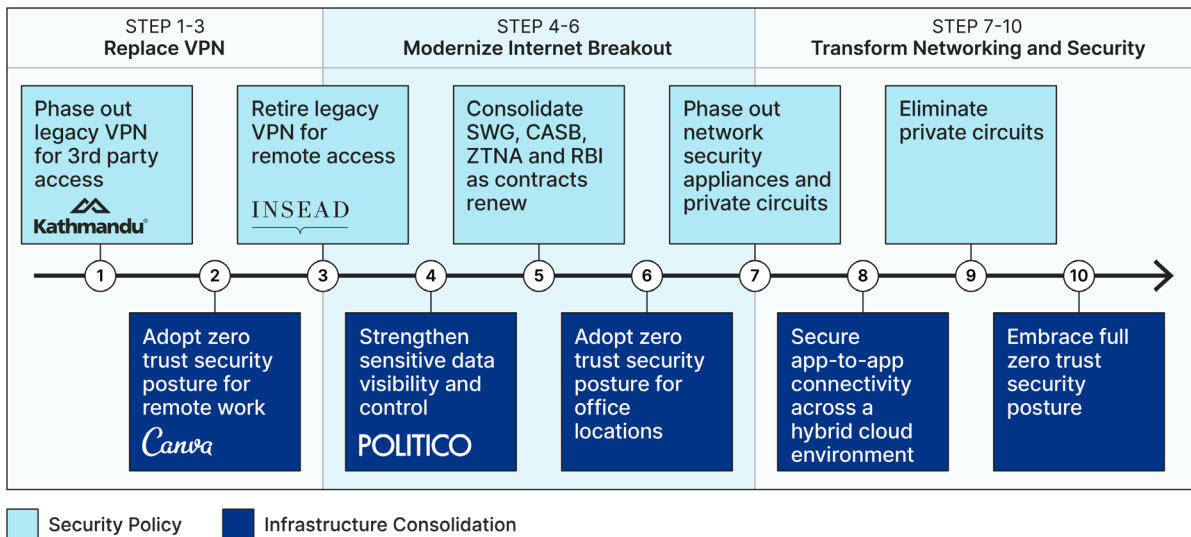 STEP 1-3
Replace VPN
STEP 4-6
Modernize Internet Breakout
STEP 7-10
Transform Networking and Security
Phase out
legacy VPN
for 3rd party
access
Kathmandu®
Retire legacy
VPN for
remote access
INSEAD
Consolidate
SWG, CASB,
ZTNA and RBI
as contracts
renew
Phase out
network
security
appliances and
private circuits
Eliminate
private circuits
1
2
3
4
5
6
7
8
9
10
Adopt zero
trust security
posture for
remote work
Canva
Strengthen
sensitive data
visibility and
control
POLITICO
Adopt zero
trust security
posture for
office
locations
Secure
app-to-app
connectivity
across a
hybrid cloud
environment
Embrace full
zero trust
security
posture
Security Policy
Infrastructure Consolidation